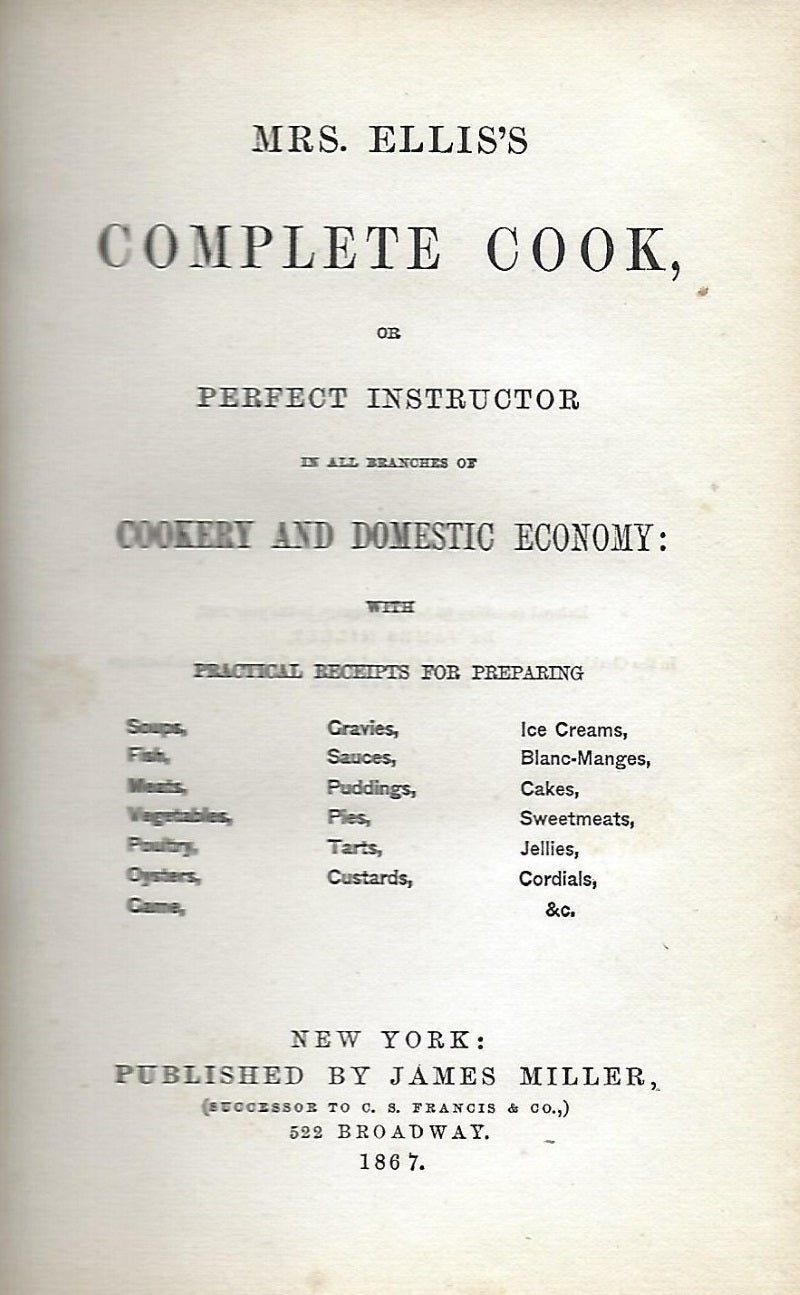 MRS. ELLIS'S
COMPLETE COOK,
OR
PERFECT INSTRUCTOR
IN ALL BRANCHES OF
COOKERY AND DOMESTIC ECONOMY:
WITH
PRACTICAL RECEIPTS FOR PREPARING
Soups,
Fish,
Meats,
Vegetables,
Poultry,
Oysters,
Game,
Gravies,
Sauces,
Puddings,
Pies,
Tarts,
Custards,
Ice Creams,
Blanc-Manges,
Cakes,
Sweetmeats,
Jellies,
Cordials,
&c.
NEW YORK:
PUBLISHED BY JAMES MILLER,
(SUCCESSOR TO C. S. FRANCIS & CO.,)
522 BROADWAY.
1867.